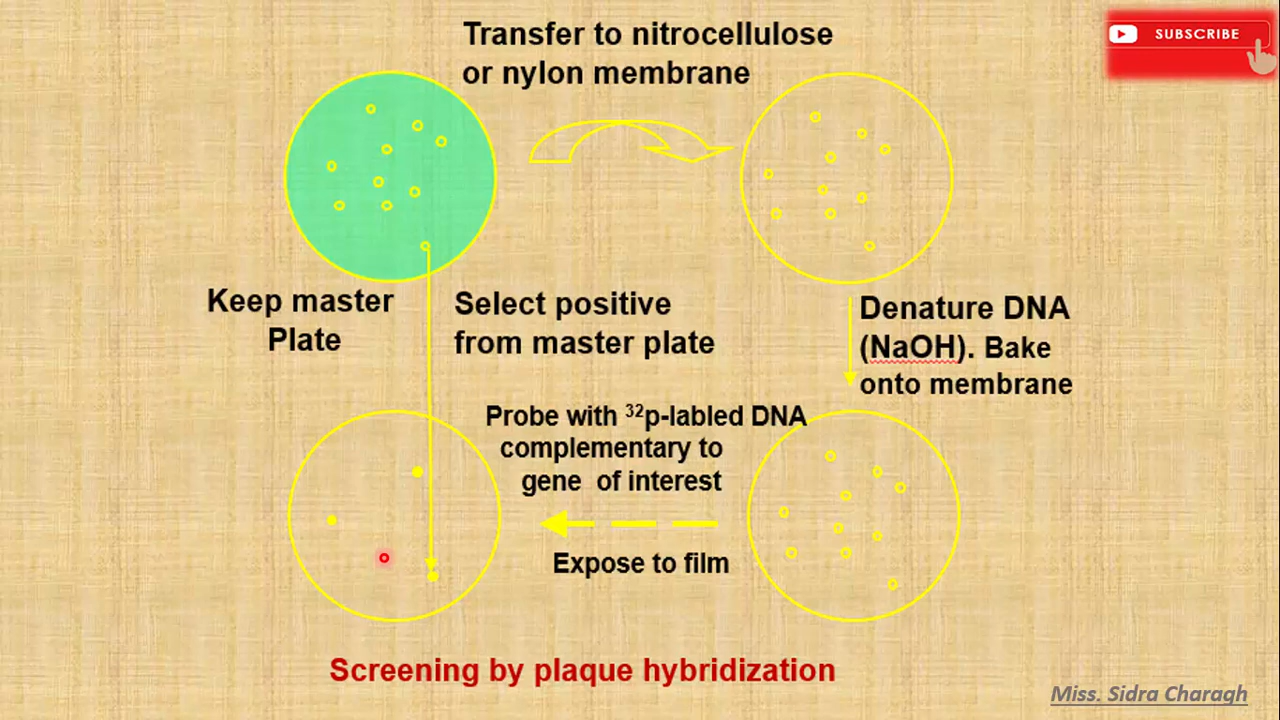 Transfer to nitrocellulose
or nylon membrane
SUBSCRIBE
Keep master
Plate
Select positive
from master plate
Denature DNA
(NaOH). Bake
onto membrane
Probe with ³²p-labled DNA
complementary to
gene of interest
Expose to film
Screening by plaque hybridization
Miss. Sidra Charagh